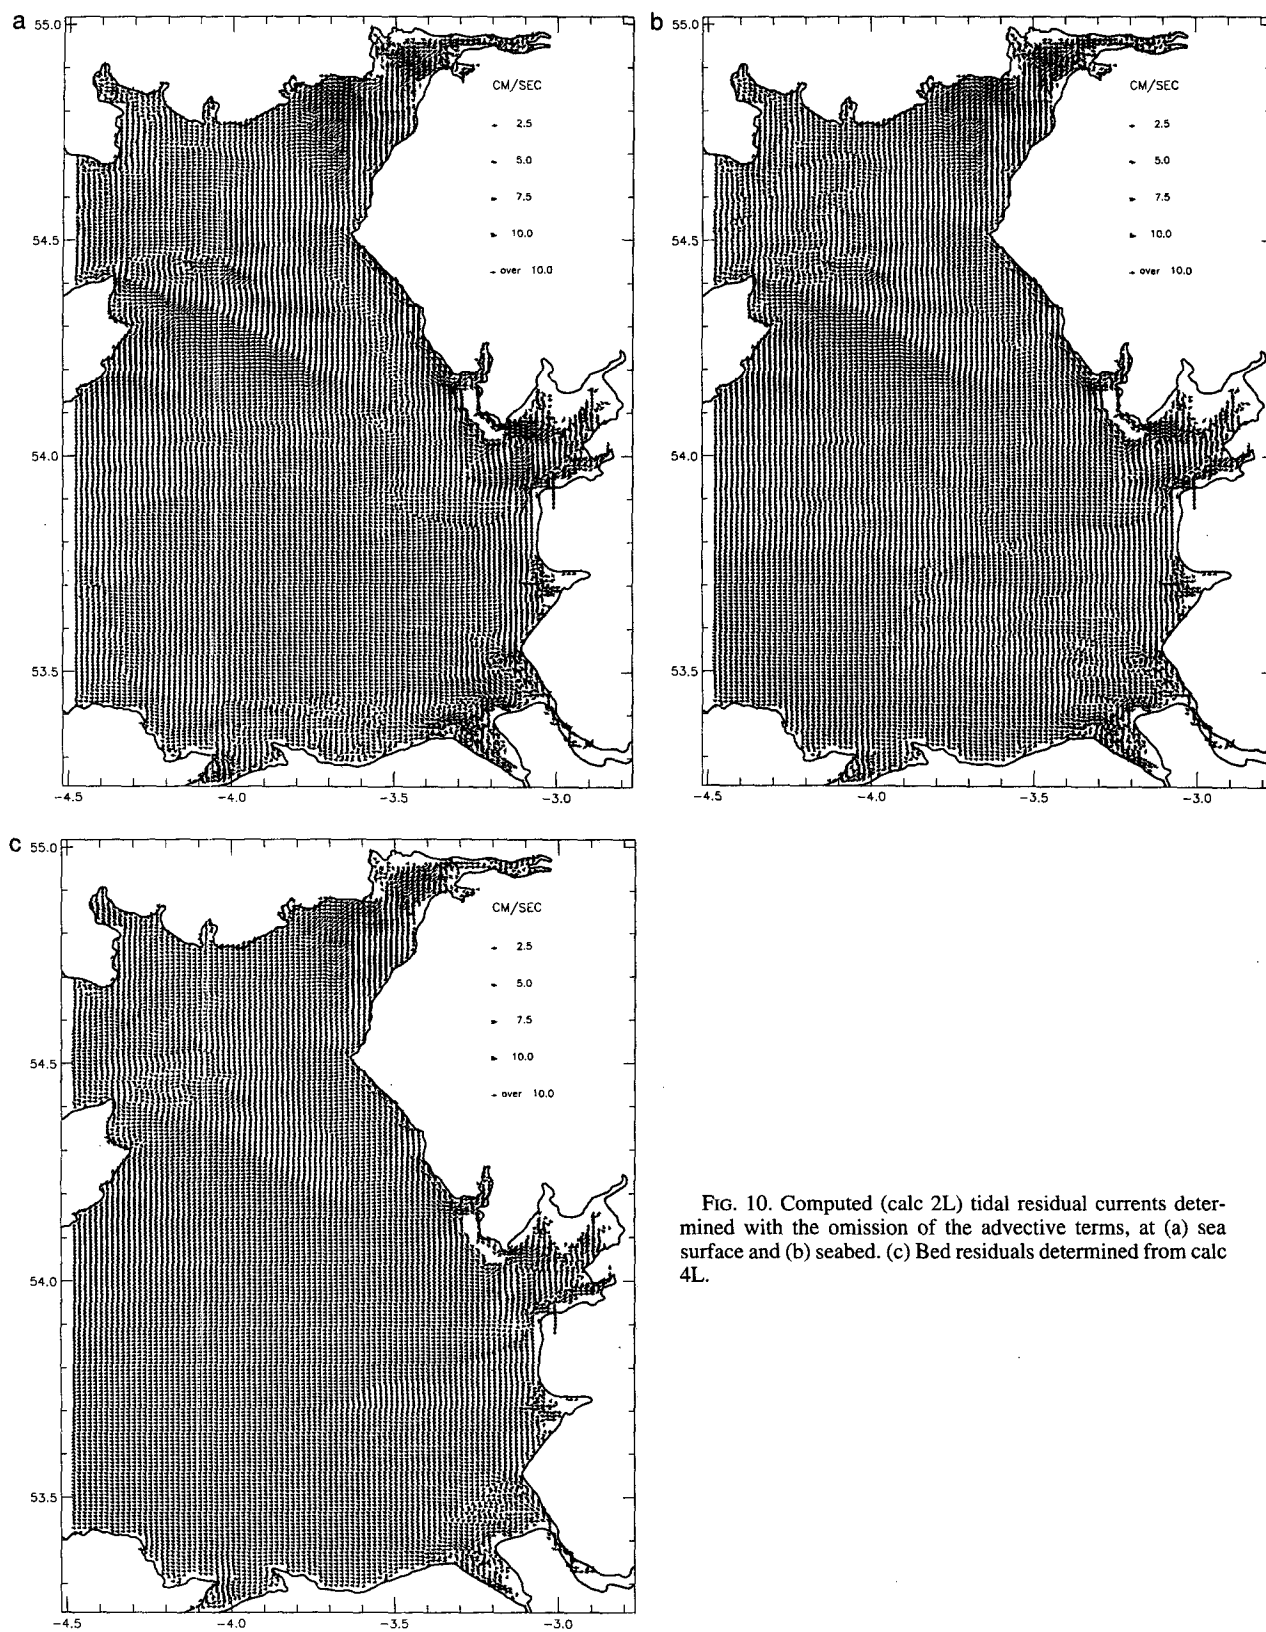 a
55.0
CM/SEC
2.5
5.0
7.5
10.0
over 10.0
54.5
54.0
53.5
-4.5 -4.0 -3.5 -3.0
b
55.0
CM/SEC
2.5
5.0
7.5
10.0
over 10.0
54.5
54.0
53.5
-4.5 -4.0 -3.5 -3.0
c
55.0
CM/SEC
2.5
5.0
7.5
10.0
over 10.0
54.5
54.0
53.5
-4.5 -4.0 -3.5 -3.0
FIG. 10. Computed (calc 2L) tidal residual currents deter-
mined with the omission of the advective terms, at (a) sea
surface and (b) seabed. (c) Bed residuals determined from calc
4L.